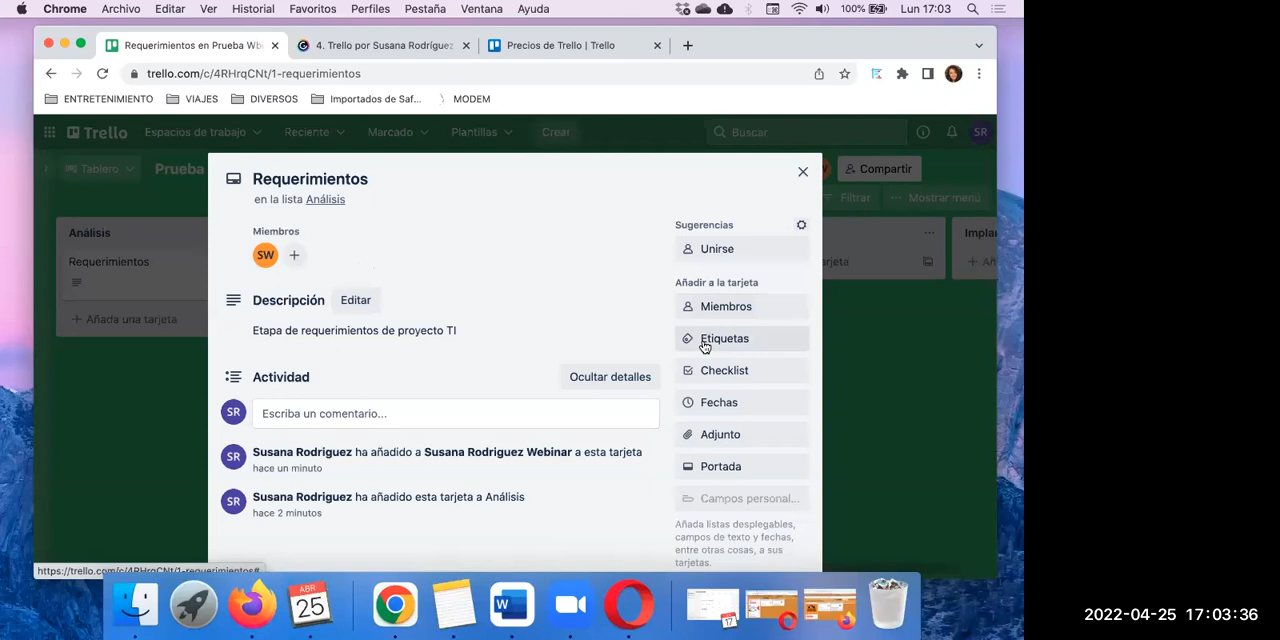 Chrome Archivo Editar Ver Historial Favoritos Perfiles Pestaña Ventana Ayuda 100% Lun 17:03
Requerimientos en Prueba Wb
4. Trello por Susana Rodríguez
Precios de Trello | Trello
trello.com/c/4RHrqCNt/1-requerimientos
ENTRETENIMIENTO VIAJES DIVERSOS Importados de Saf... MODEM
Trello Espacios de trabajo Reciente Marcado Plantillas Crear Buscar SR
Tablero Prueba Compartir
Filtrar Mostrar menú
Análisis
Requerimientos
+ Añada una tarjeta
Requerimientos
en la lista Análisis
Miembros
SW +
Descripción Editar
Etapa de requerimientos de proyecto TI
Actividad Ocultar detalles
SR Escriba un comentario...
SR Susana Rodriguez ha añadido a Susana Rodriguez Webinar a esta tarjeta
hace un minuto
SR Susana Rodriguez ha añadido esta tarjeta a Análisis
hace 2 minutos
Sugerencias
Unirse
Añadir a la tarjeta
Miembros
Etiquetas
Checklist
Fechas
Adjunto
Portada
Campos personal...
Añada listas desplegables,
campos de texto y fechas,
entre otras cosas, a sus
tarjetas.
https://trello.com/c/4RHrqCNt/1-requerimientos#
ABR
25
W
17
2022-04-25 17:03:36